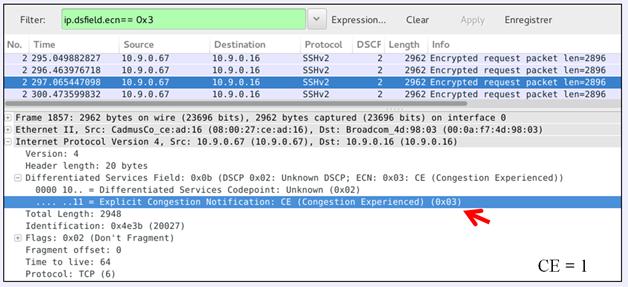 Filter: ip.dsfield.ecn== 0x3 Expression... Clear Apply Enregistrer
No. Time Source Destination Protocol DSCP Length Info
2 295.049882827 10.9.0.67 10.9.0.16 SSHv2 2 2962 Encrypted request packet len=2896
2 296.463976718 10.9.0.67 10.9.0.16 SSHv2 2 2962 Encrypted request packet len=2896
2 297.065447098 10.9.0.67 10.9.0.16 SSHv2 2 2962 Encrypted request packet len=2896
2 300.473599832 10.9.0.67 10.9.0.16 SSHv2 2 2962 Encrypted request packet len=2896
Frame 1857: 2962 bytes on wire (23696 bits), 2962 bytes captured (23696 bits) on interface 0
Ethernet II, Src: CadmusCo_ce:ad:16 (08:00:27:ce:ad:16), Dst: Broadcom_4d:98:03 (00:0a:f7:4d:98:03)
Internet Protocol Version 4, Src: 10.9.0.67 (10.9.0.67), Dst: 10.9.0.16 (10.9.0.16)
Version: 4
Header length: 20 bytes
Differentiated Services Field: 0x0b (DSCP 0x02: Unknown DSCP; ECN: 0x03: CE (Congestion Experienced))
0000 10.. = Differentiated Services Codepoint: Unknown (0x02)
.... ..11 = Explicit Congestion Notification: CE (Congestion Experienced) (0x03)
Total Length: 2948
Identification: 0x4e3b (20027)
Flags: 0x02 (Don't Fragment)
Fragment offset: 0
Time to live: 64
Protocol: TCP (6)
CE = 1